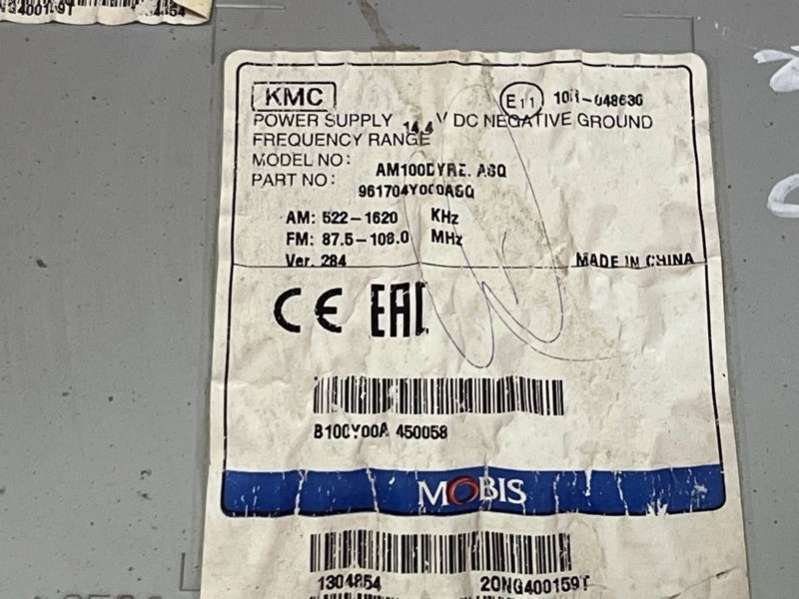 KMC
E11 10R-048630
POWER SUPPLY 14.4 V DC NEGATIVE GROUND
FREQUENCY RANGE
MODEL NO: AM100DYRE. ASQ
PART NO: 961704Y000ASQ
AM: 522-1620 KHz
FM: 87.5-108.0 MHz
Ver. 284 MADE IN CHINA
CE EAC
B100Y00A 450058
MOBIS
1304854 20NG400159T